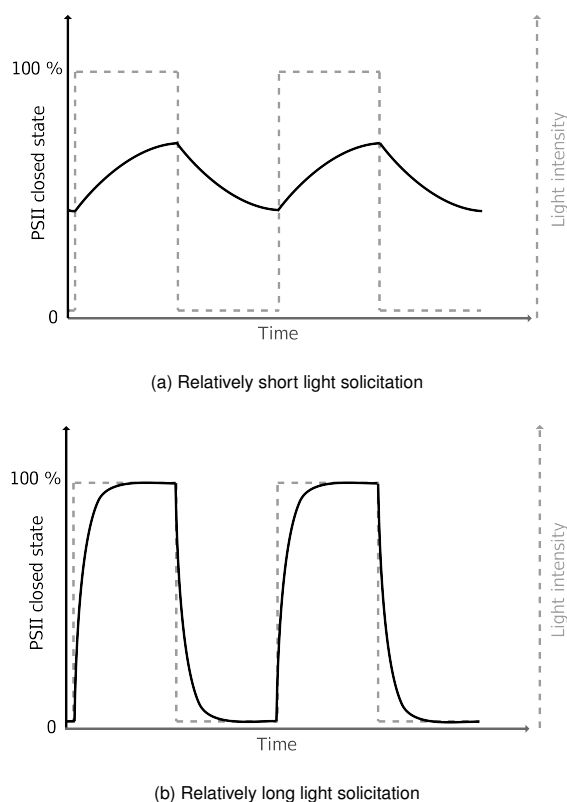 100 %
PSII closed state
0
Time
Light intensity
(a) Relatively short light solicitation
100 %
PSII closed state
0
Time
Light intensity
(b) Relatively long light solicitation